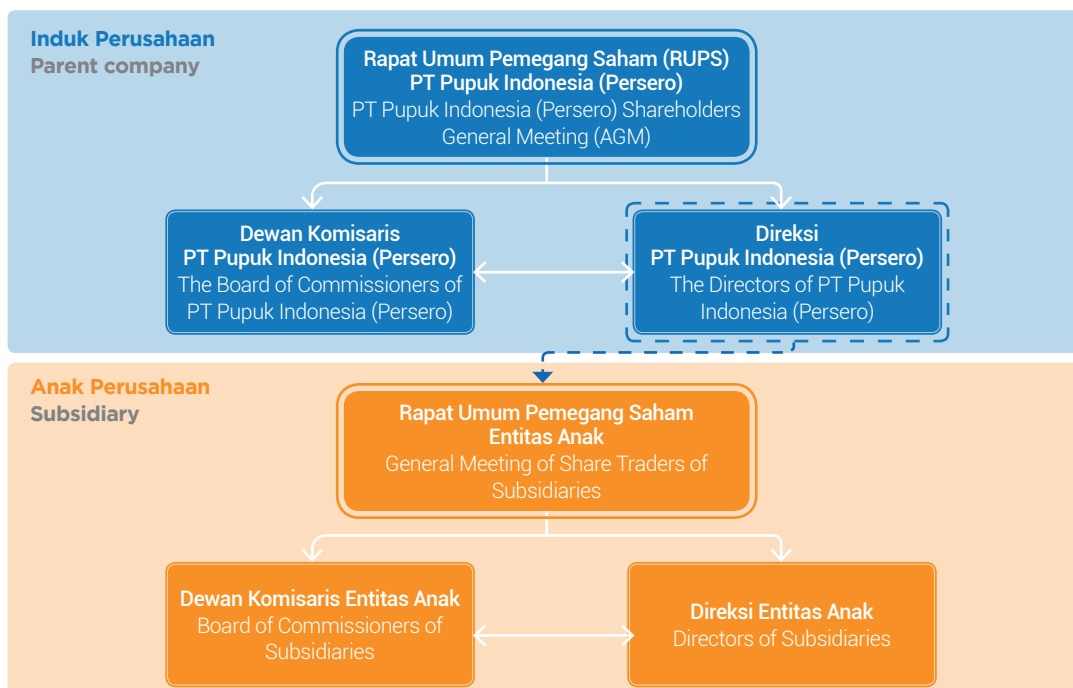 Induk Perusahaan
Parent company
Rapat Umum Pemegang Saham (RUPS)
PT Pupuk Indonesia (Persero)
PT Pupuk Indonesia (Persero) Shareholders
General Meeting (AGM)
Dewan Komisaris
PT Pupuk Indonesia (Persero)
The Board of Commissioners of
PT Pupuk Indonesia (Persero)
Direksi
PT Pupuk Indonesia (Persero)
The Directors of PT Pupuk
Indonesia (Persero)
Anak Perusahaan
Subsidiary
Rapat Umum Pemegang Saham
Entitas Anak
General Meeting of Share Traders of
Subsidiaries
Dewan Komisaris Entitas Anak
Board of Commissioners of
Subsidiaries
Direksi Entitas Anak
Directors of Subsidiaries